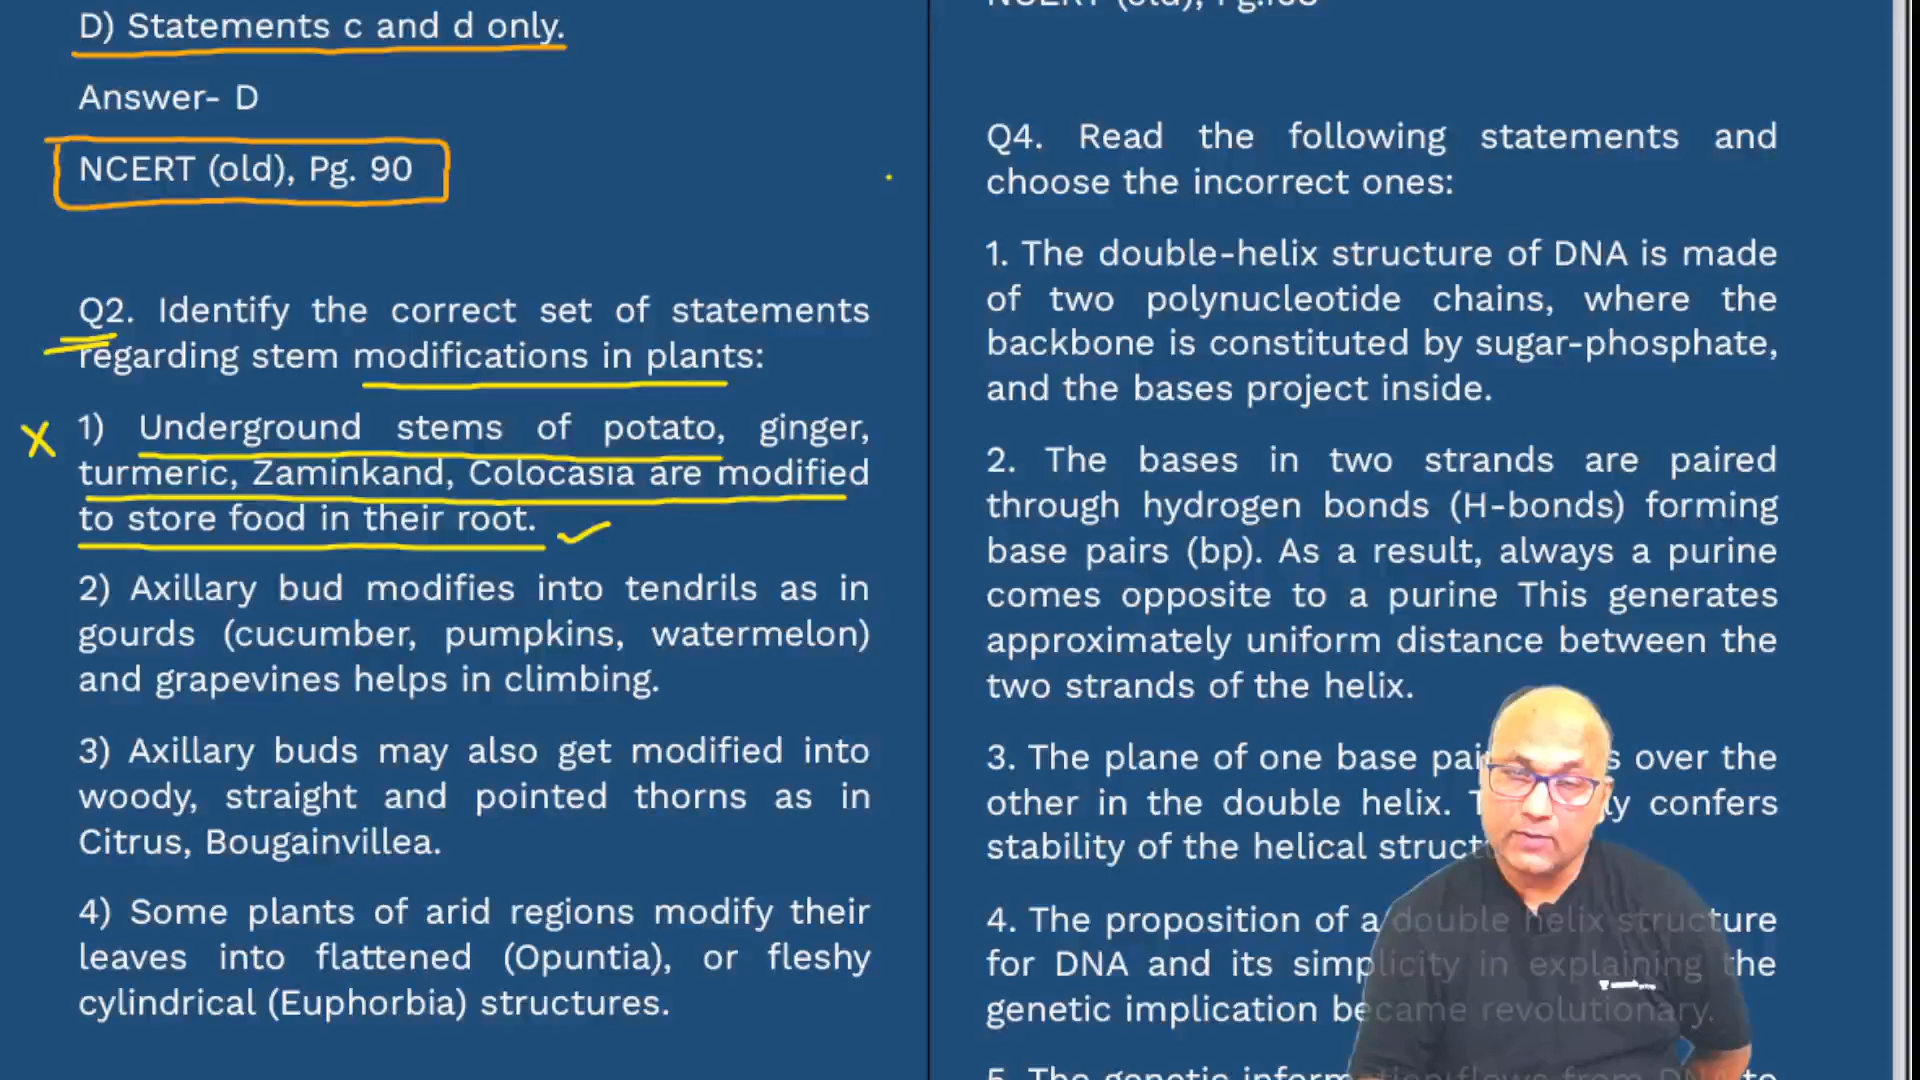 D) Statements c and d only.
Answer- D
NCERT (old), Pg. 90
Q2. Identify the correct set of statements
regarding stem modifications in plants:
X 1) Underground stems of potato, ginger,
turmeric, Zaminkand, Colocasia are modified
to store food in their root.
2) Axillary bud modifies into tendrils as in
gourds (cucumber, pumpkins, watermelon)
and grapevines helps in climbing.
3) Axillary buds may also get modified into
woody, straight and pointed thorns as in
Citrus, Bougainvillea.
4) Some plants of arid regions modify their
leaves into flattened (Opuntia), or fleshy
cylindrical (Euphorbia) structures.
NCERT (old),
Q4. Read the following statements and
choose the incorrect ones:
1. The double-helix structure of DNA is made
of two polynucleotide chains, where the
backbone is constituted by sugar-phosphate,
and the bases project inside.
2. The bases in two strands are paired
through hydrogen bonds (H-bonds) forming
base pairs (bp). As a result, always a purine
comes opposite to a purine This generates
approximately uniform distance between the
two strands of the helix.
3. The plane of one base over the
other in the double helix. confers
stability of the helical
4. The proposition of a double helix structure
for DNA and its simplicity in explaining the
genetic implication became revolutionary.
5. The genetic information flows from DNA to